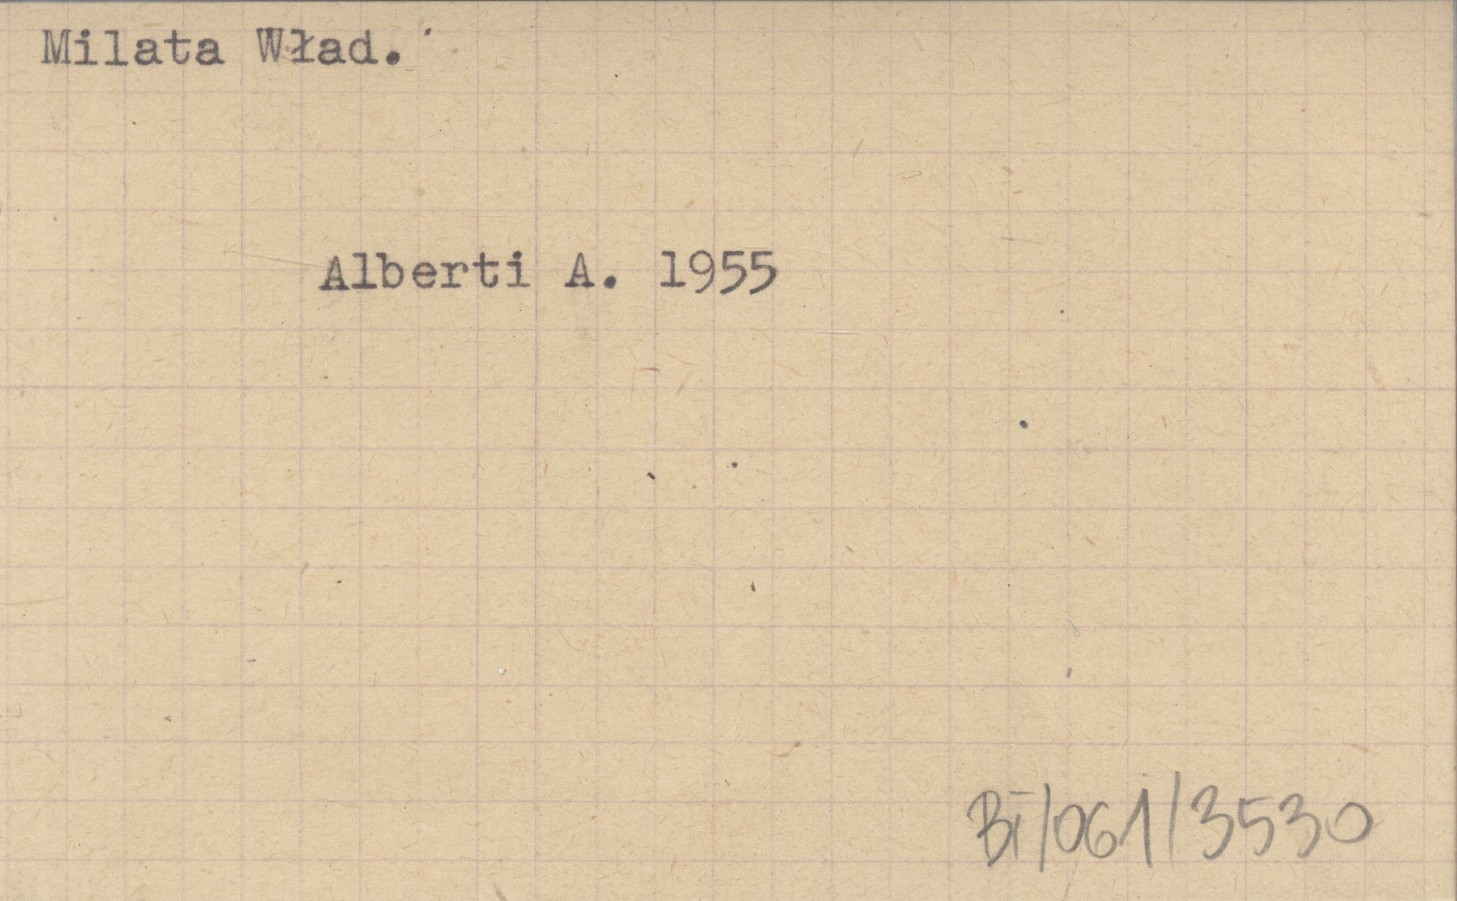 Milata Wład.
Alberti A. 1955
BI/061/3530